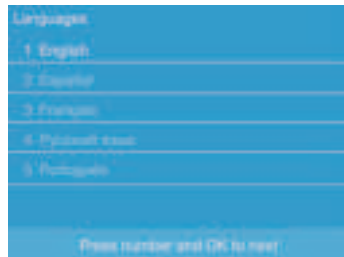 Languages
1 English
2 Español
3 Français
4 Русский язык
5 Português
Press number and OK to next